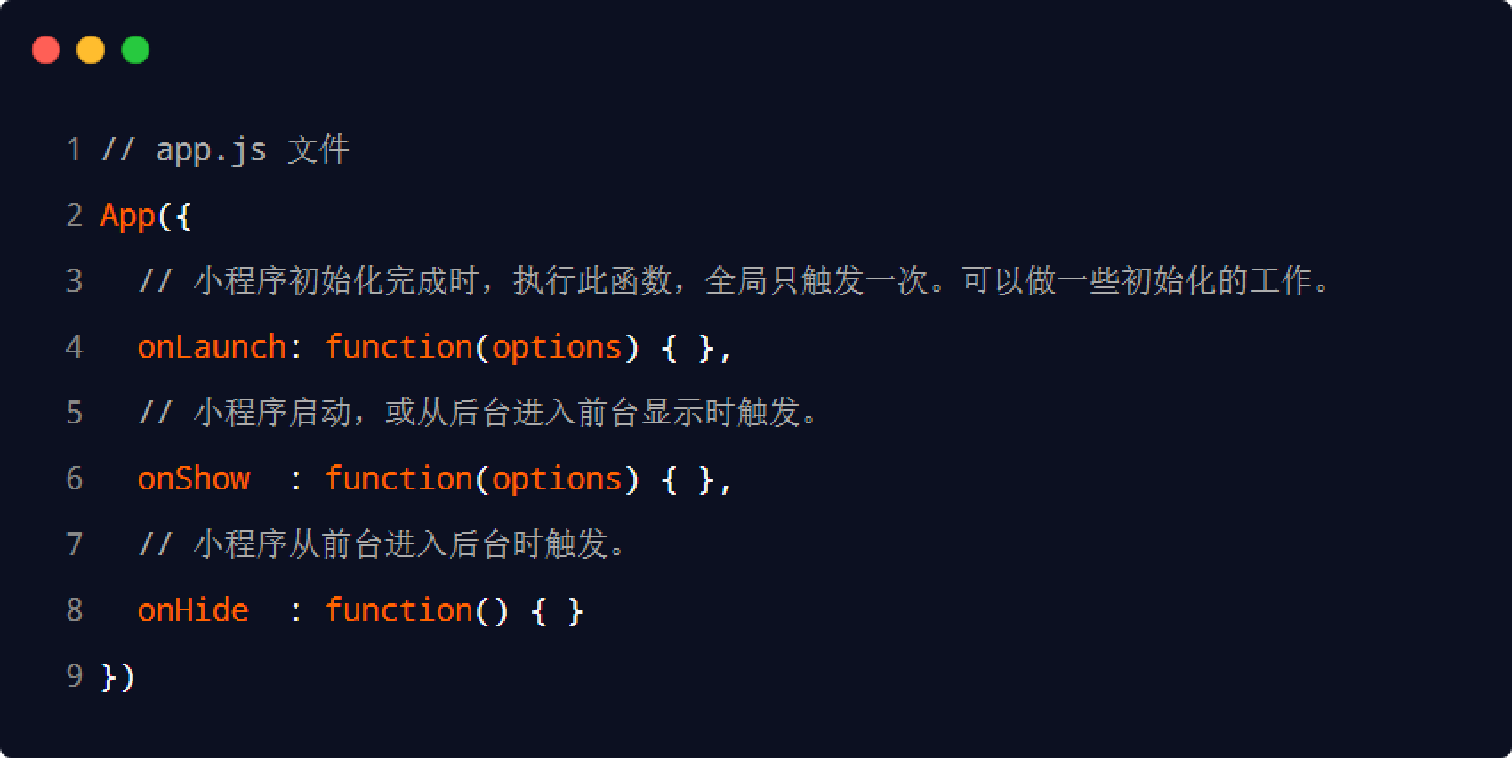 1 // app.js 文件
2 App({
3   // 小程序初始化完成时，执行此函数，全局只触发一次。可以做一些初始化的工作。
4   onLaunch: function(options) { },
5   // 小程序启动，或从后台进入前台显示时触发。
6   onShow  : function(options) { },
7   // 小程序从前台进入后台时触发。
8   onHide  : function() { }
9 })